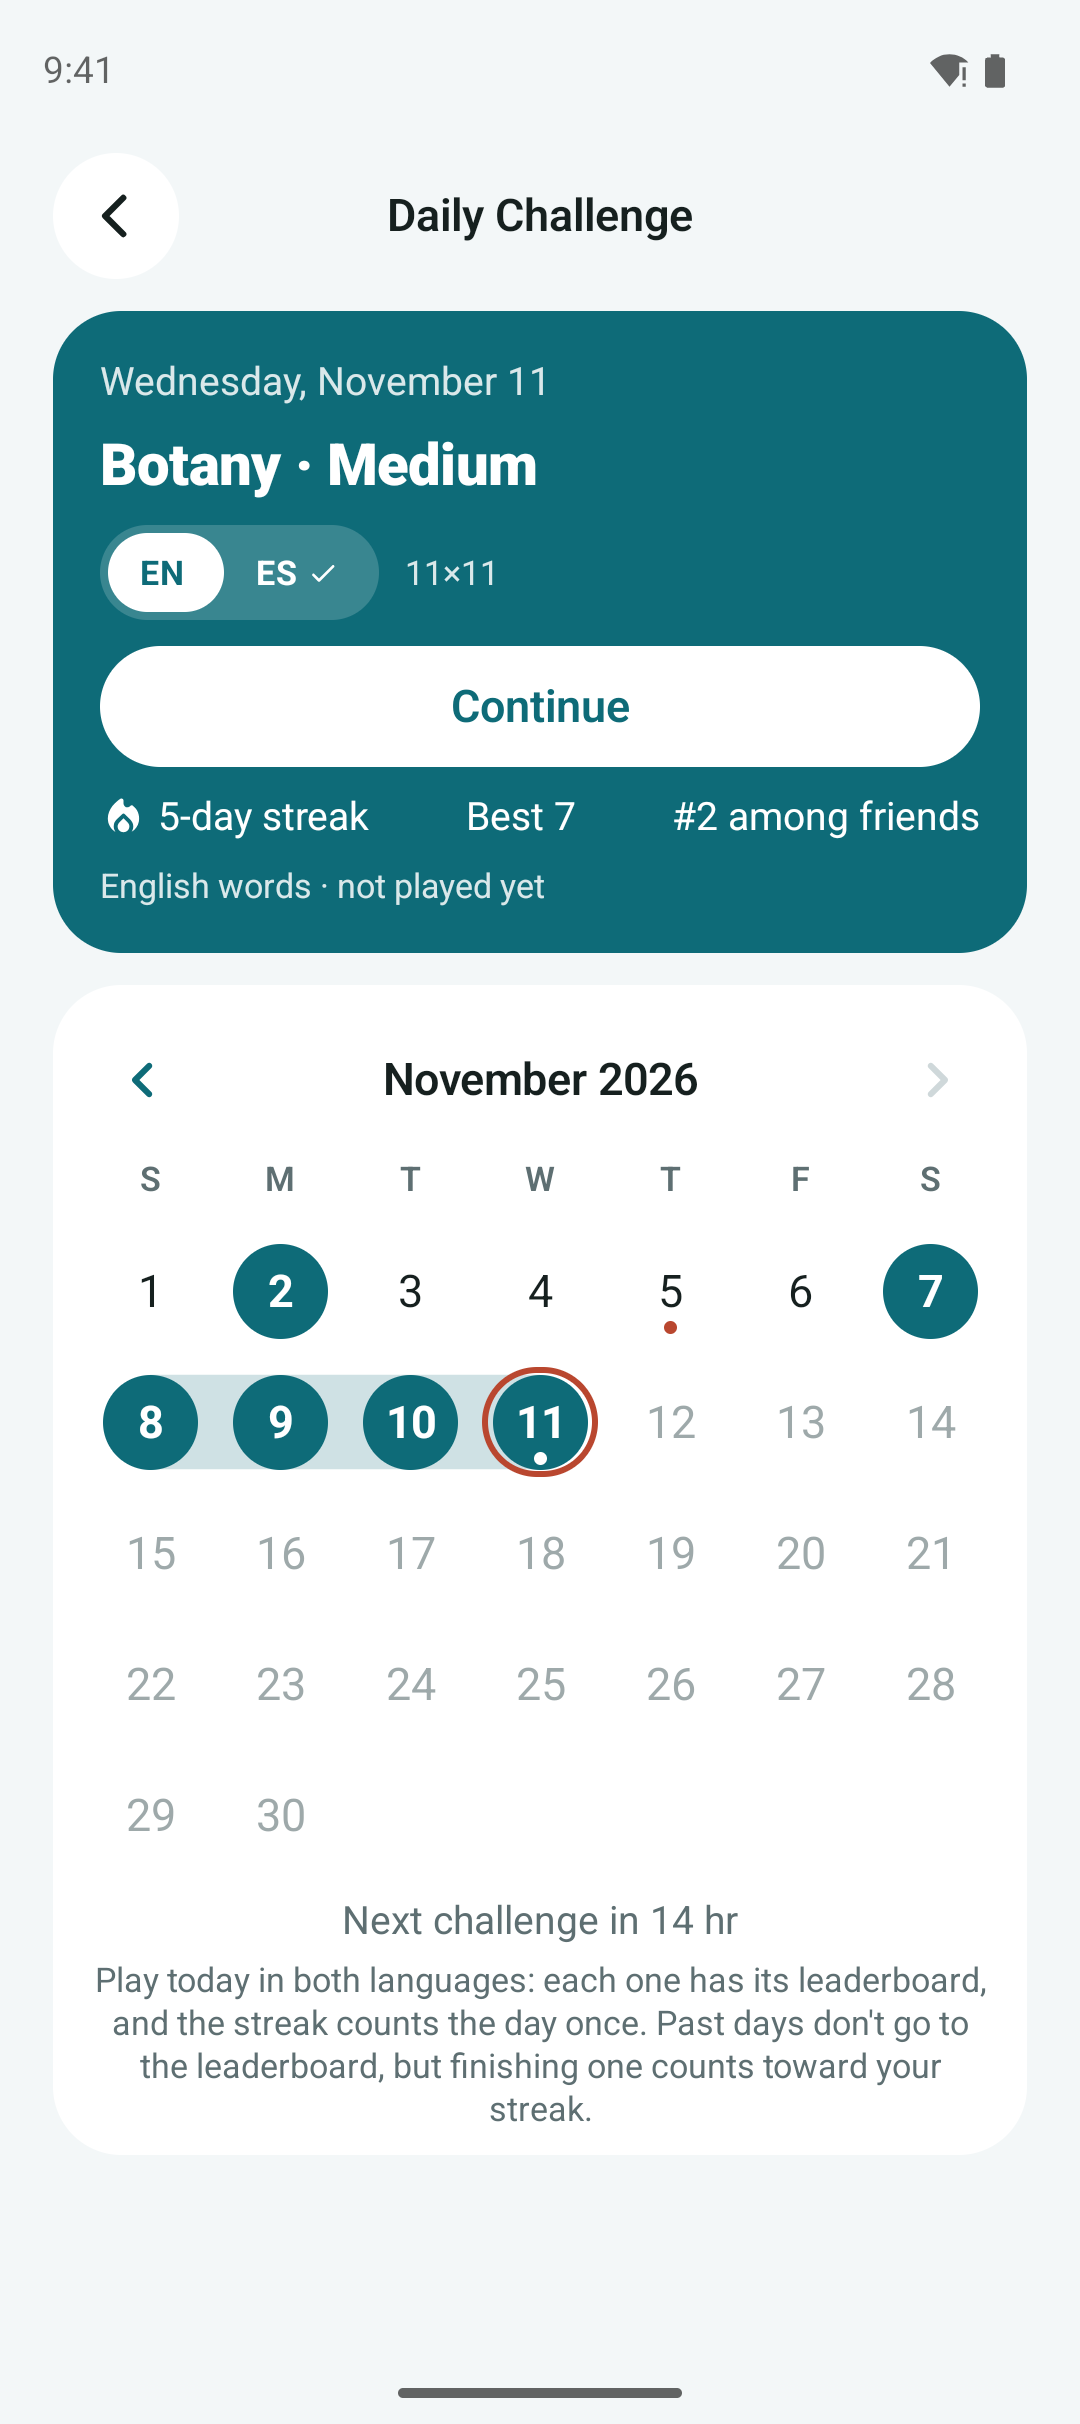 9:41
Daily Challenge
Wednesday, November 11
Botany · Medium
EN ES ✓ 11×11
Continue
5-day streak Best 7 #2 among friends
English words · not played yet
November 2026
S M T W T F S
1 2 3 4 5 6 7
8 9 10 11 12 13 14
15 16 17 18 19 20 21
22 23 24 25 26 27 28
29 30
Next challenge in 14 hr
Play today in both languages: each one has its leaderboard,
and the streak counts the day once. Past days don't go to
the leaderboard, but finishing one counts toward your
streak.